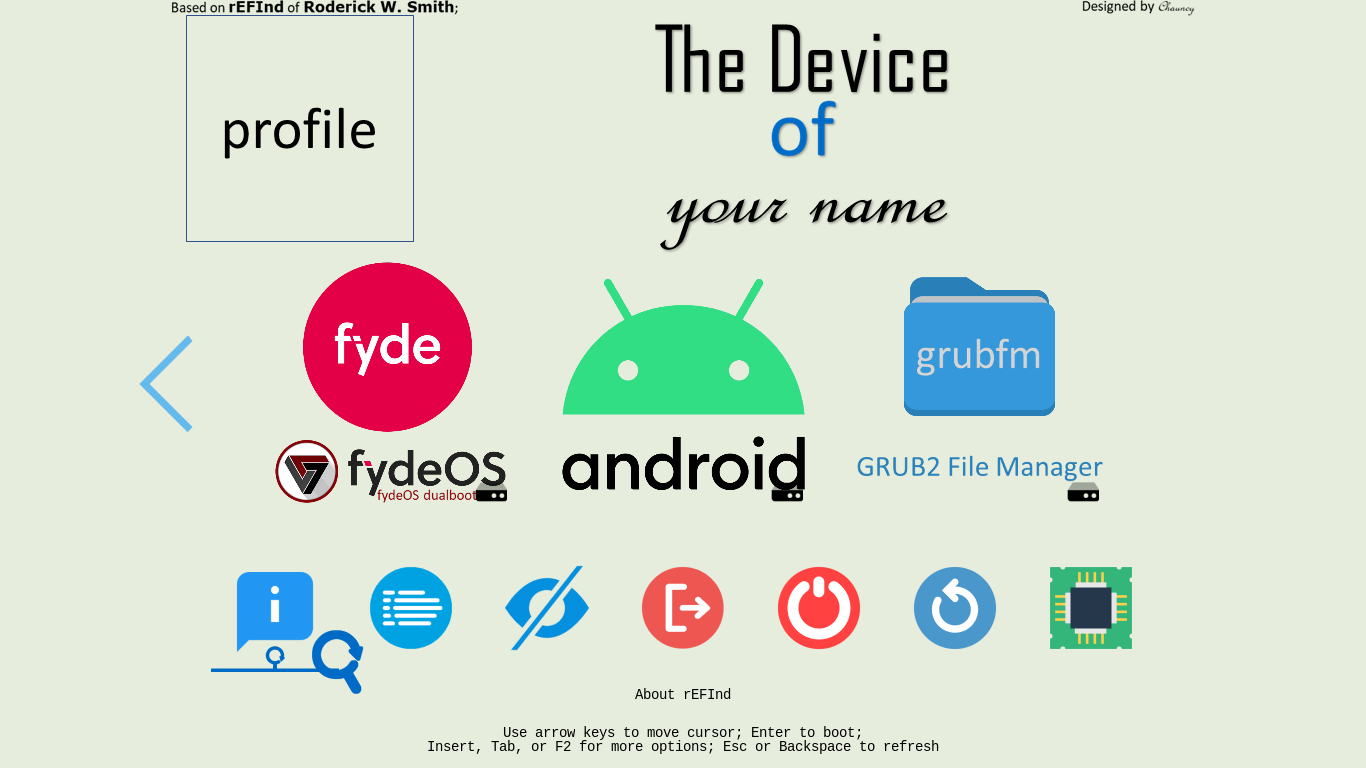 Based on rEFInd of Roderick W. Smith;
Designed by Chauncy
profile
The Device
of
your name
fyde
grubfm
fydeOS
fydeOS dualboot
android
GRUB2 File Manager
i
About rEFInd
Use arrow keys to move cursor; Enter to boot;
Insert, Tab, or F2 for more options; Esc or Backspace to refresh